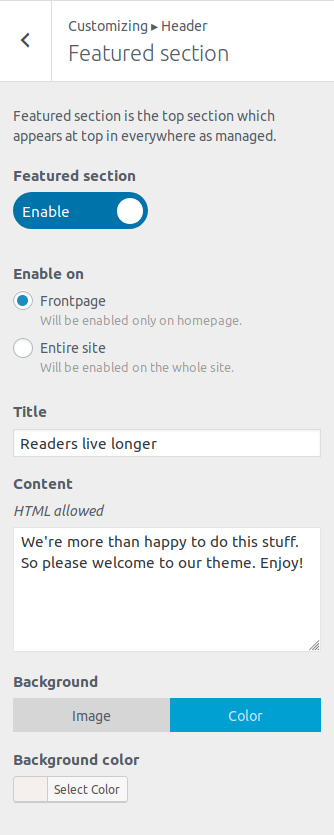 Customizing ▸ Header
Featured section
Featured section is the top section which
appears at top in everywhere as managed.
Featured section
Enable
Enable on
Frontpage
Will be enabled only on homepage.
Entire site
Will be enabled on the whole site.
Title
Readers live longer
Content
HTML allowed
We're more than happy to do this stuff.
So please welcome to our theme. Enjoy!
Background
Image Color
Background color
Select Color